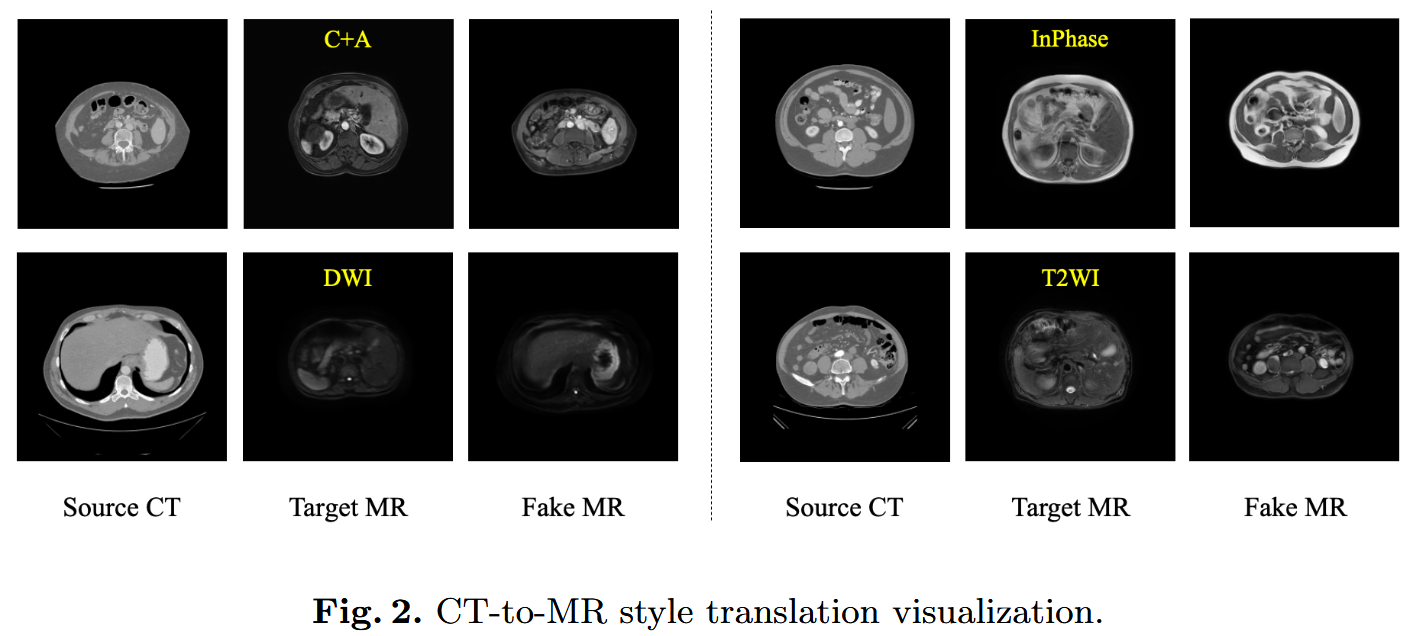 C+A
InPhase
DWI
T2WI
Source CT
Target MR
Fake MR
Source CT
Target MR
Fake MR
Fig. 2. CT-to-MR style translation visualization.